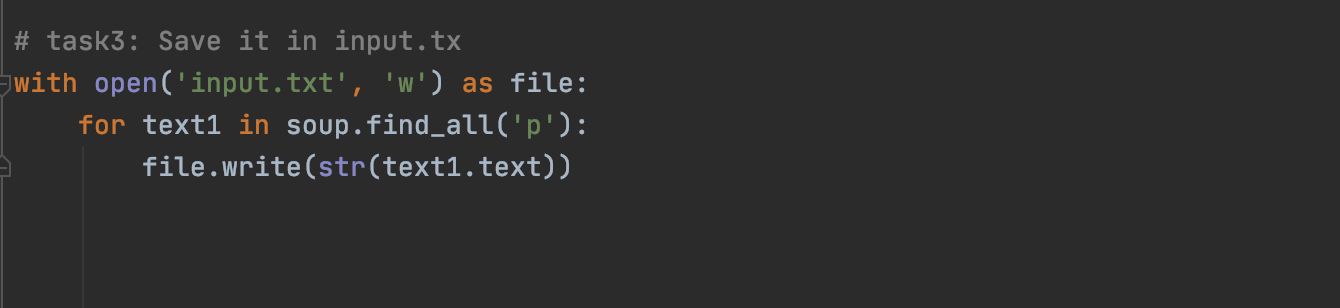 # task3: Save it in input.tx
with open('input.txt', 'w') as file:
    for text1 in soup.find_all('p'):
        file.write(str(text1.text))